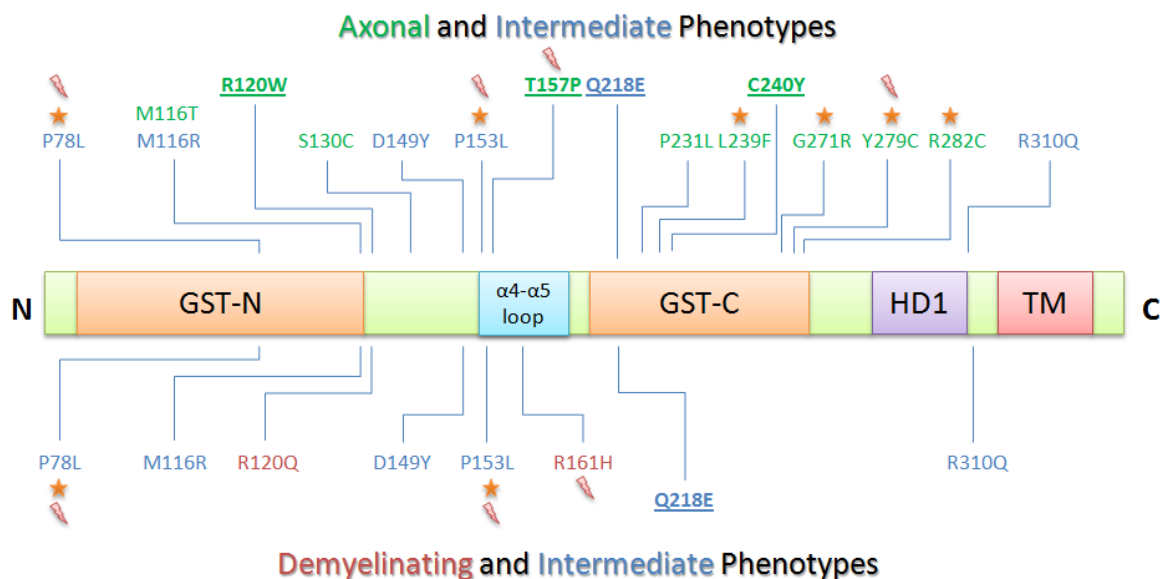 Axonal and Intermediate Phenotypes
R120W T157P Q218E C240Y
M116T
P78L M116R S130C D149Y P153L P231L L239F G271R Y279C R282C R310Q
N GST-N α4-α5 loop GST-C HD1 TM C
P78L M116R R120Q D149Y P153L R161H R310Q
Q218E
Demyelinating and Intermediate Phenotypes